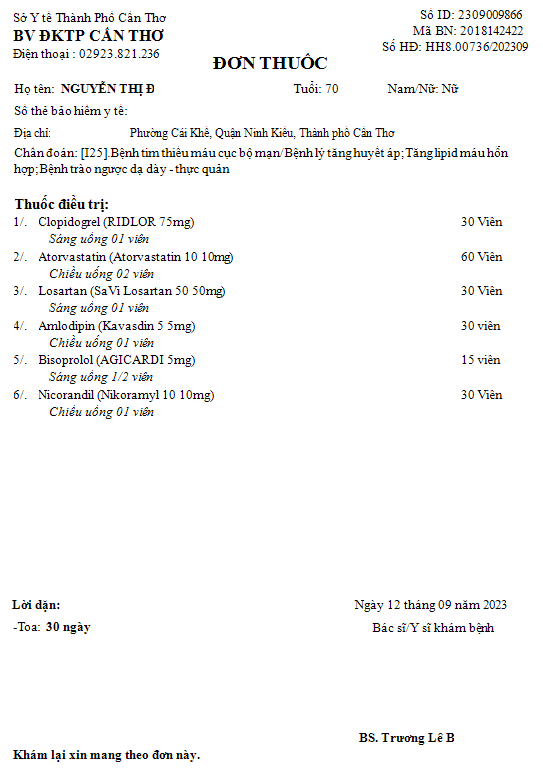 Sở Y tế Thành Phố Cần Thơ
Số ID: 2309009866
BV ĐKTP CẦN THƠ
Mã BN: 2018142422
Điện thoại : 02923.821.236
Số HĐ: HH8.00736/202309
ĐƠN THUỐC
Họ tên: NGUYỄN THỊ Đ Tuổi: 70 Nam/Nữ: Nữ
Số thẻ bảo hiểm y tế:
Địa chỉ: Phường Cái Khế, Quận Ninh Kiều, Thành phố Cần Thơ
Chẩn đoán: [I25].Bệnh tim thiếu máu cục bộ mạn/Bệnh lý tăng huyết áp;Tăng lipid máu hỗn
hợp;Bệnh trào ngược dạ dày - thực quản
Thuốc điều trị:
1/. Clopidogrel (RIDLOR 75mg) 30 Viên
Sáng uống 01 viên
2/. Atorvastatin (Atorvastatin 10 10mg) 60 Viên
Chiều uống 02 viên
3/. Losartan (SaVi Losartan 50 50mg) 30 Viên
Sáng uống 01 viên
4/. Amlodipin (Kavasdin 5 5mg) 30 viên
Chiều uống 01 viên
5/. Bisoprolol (AGICARDI 5mg) 15 viên
Sáng uống 1/2 viên
6/. Nicorandil (Nikoramyl 10 10mg) 30 Viên
Chiều uống 01 viên
Lời dặn:
Ngày 12 tháng 09 năm 2023
-Toa: 30 ngày
Bác sĩ/Y sĩ khám bệnh
BS. Trương Lê B
Khám lại xin mang theo đơn này.